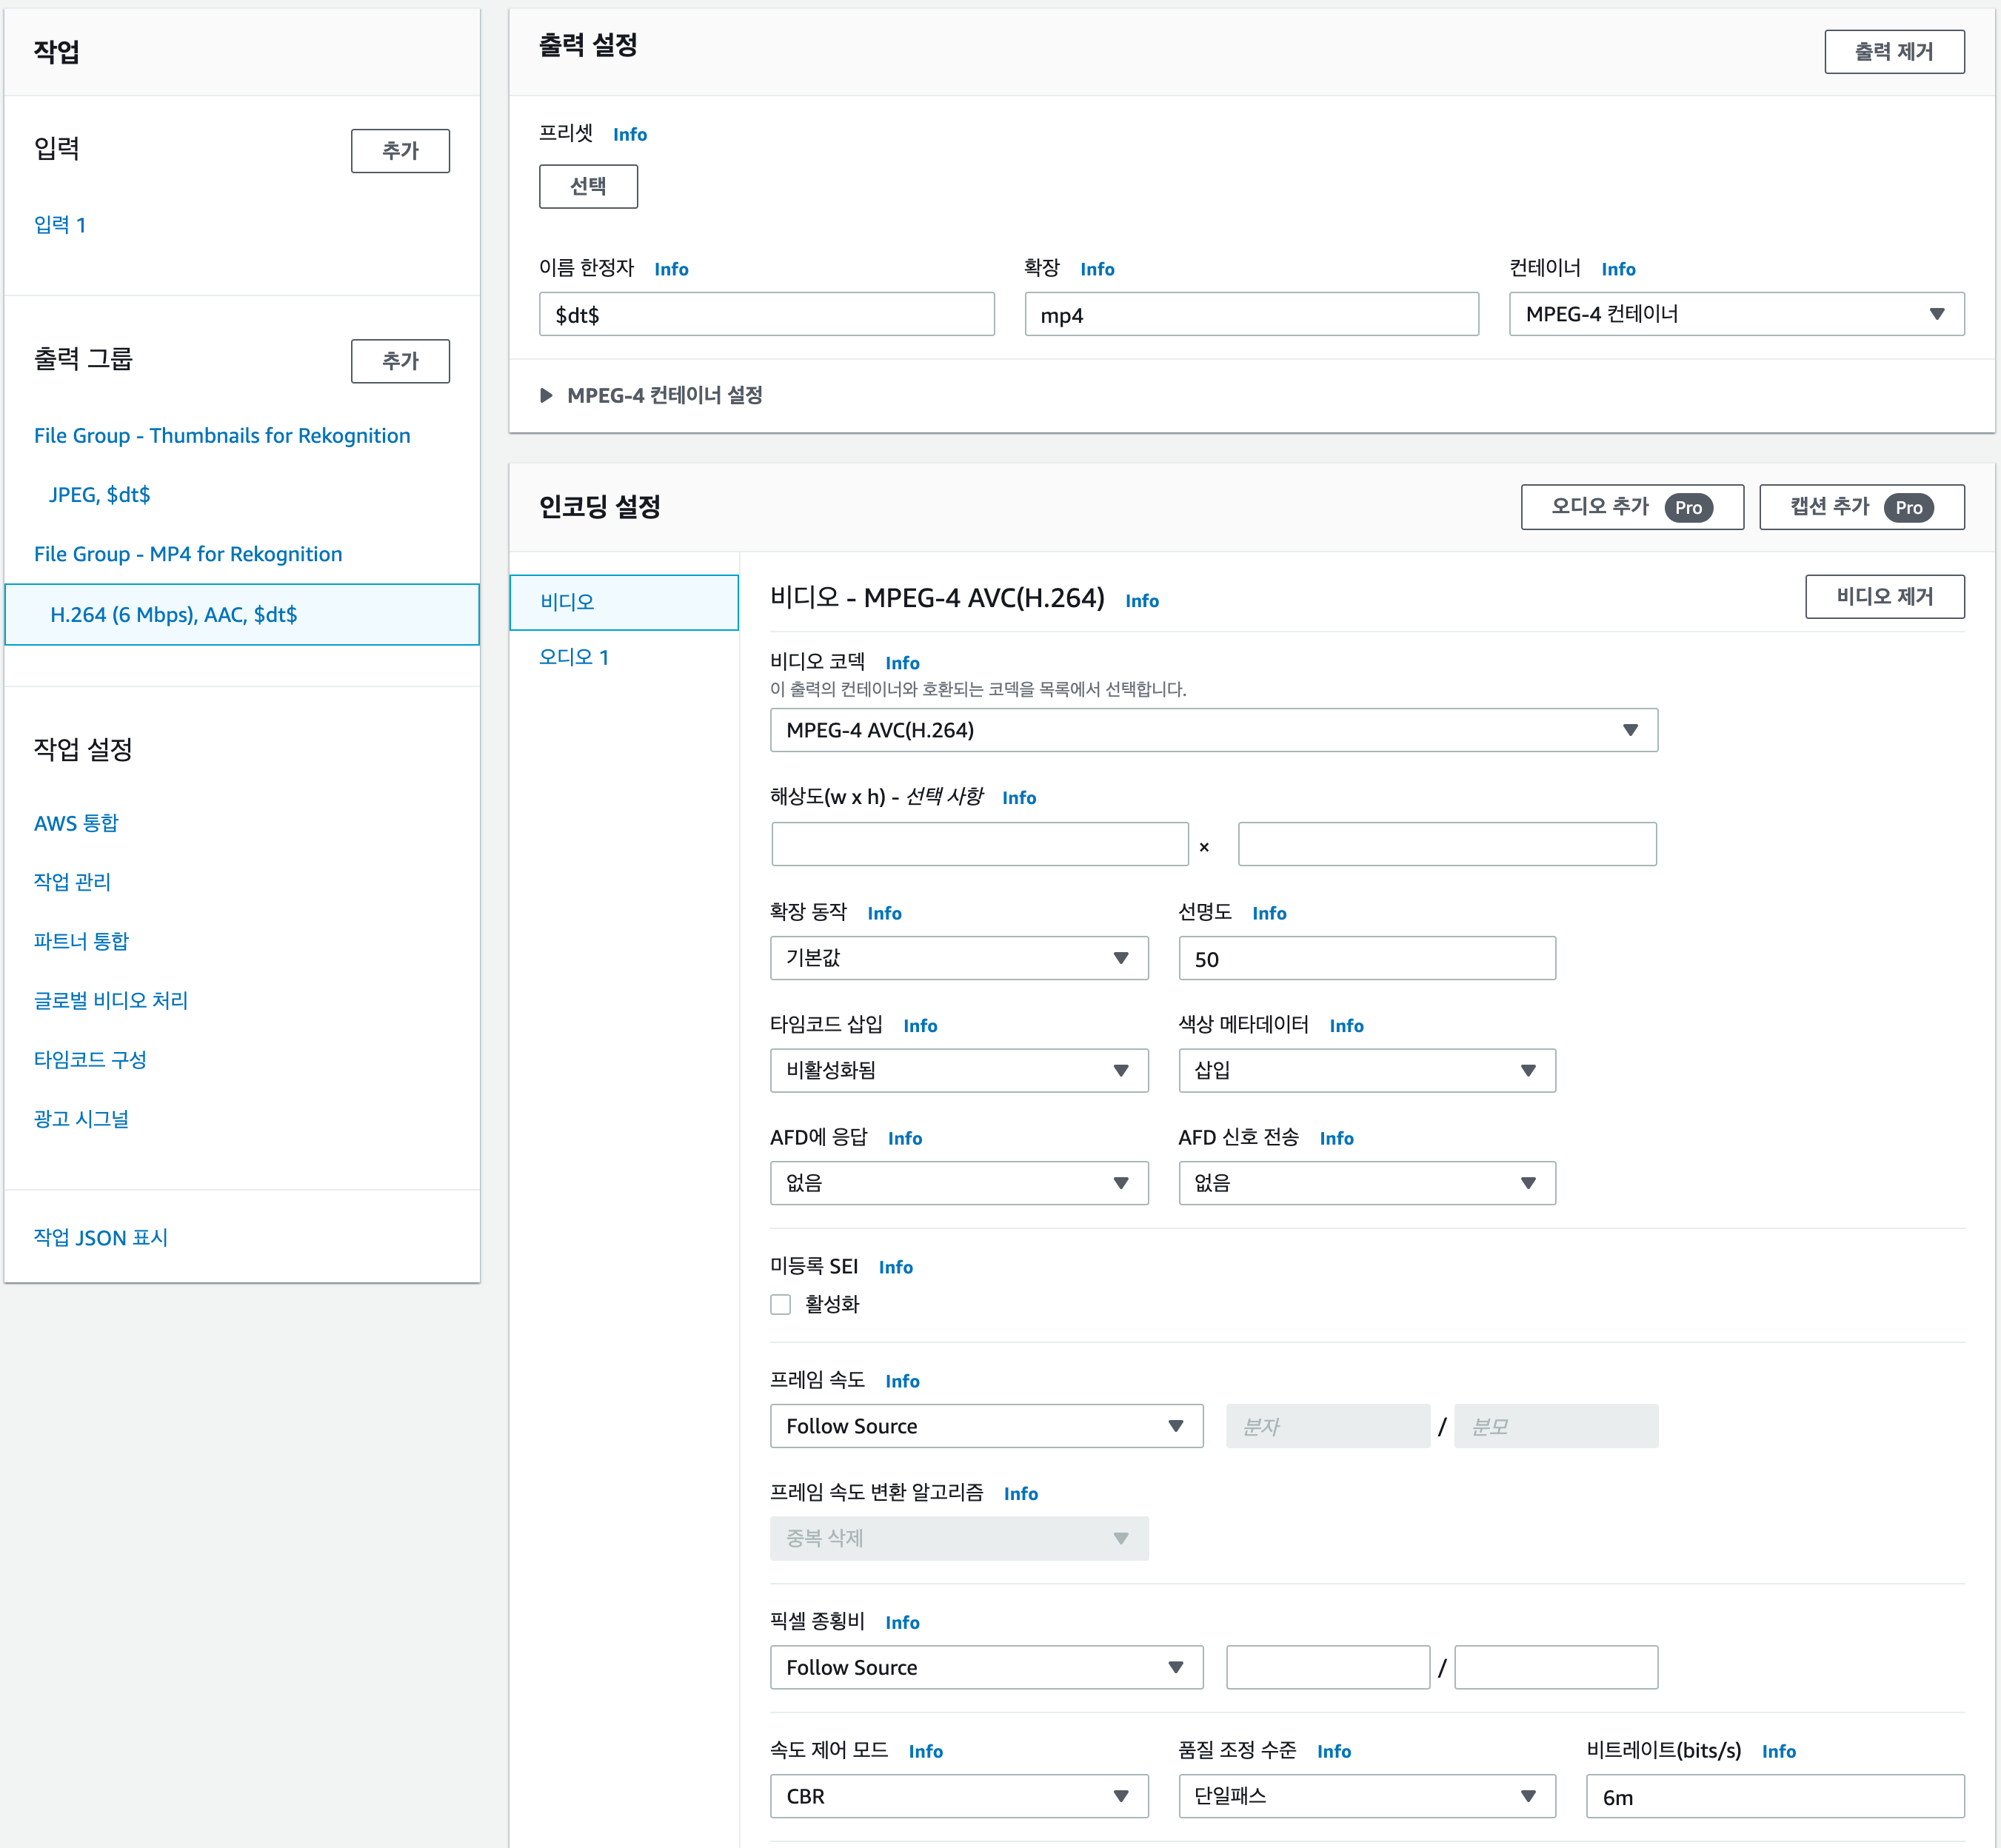 작업
입력
추가
입력 1
출력 그룹
추가
File Group - Thumbnails for Rekognition
JPEG, $dt$
File Group - MP4 for Rekognition
H.264 (6 Mbps), AAC, $dt$
작업 설정
AWS 통합
작업 관리
파트너 통합
글로벌 비디오 처리
타임코드 구성
광고 시그널
작업 JSON 표시
출력 설정
출력 제거
프리셋 Info
선택
이름 한정자 Info
확장 Info
컨테이너 Info
$dt$
mp4
MPEG-4 컨테이너
MPEG-4 컨테이너 설정
인코딩 설정
오디오 추가 Pro
캡션 추가 Pro
비디오
오디오 1
비디오 - MPEG-4 AVC(H.264) Info
비디오 제거
비디오 코덱 Info
이 출력의 컨테이너와 호환되는 코덱을 목록에서 선택합니다.
MPEG-4 AVC(H.264)
해상도(w x h) - 선택 사항 Info
×
확장 동작 Info
선명도 Info
기본값
50
타임코드 삽입 Info
색상 메타데이터 Info
비활성화됨
삽입
AFD에 응답 Info
AFD 신호 전송 Info
없음
없음
미등록 SEI Info
활성화
프레임 속도 Info
Follow Source
분자 / 분모
프레임 속도 변환 알고리즘 Info
중복 삭제
픽셀 종횡비 Info
Follow Source
/
속도 제어 모드 Info
품질 조정 수준 Info
비트레이트(bits/s) Info
CBR
단일패스
6m